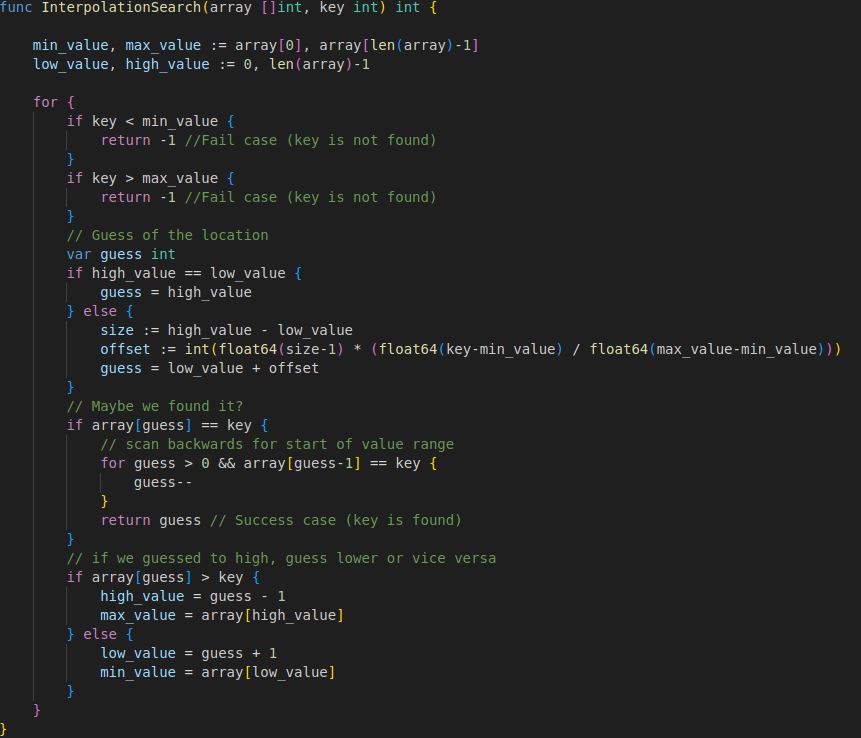 func InterpolationSearch(array []int, key int) int {
min_value, max_value := array[0], array[len(array)-1]
low_value, high_value := 0, len(array)-1
for {
if key < min_value {
return -1 //Fail case (key is not found)
}
if key > max_value {
return -1 //Fail case (key is not found)
}
// Guess of the location
var guess int
if high_value == low_value {
guess = high_value
} else {
size := high_value - low_value
offset := int(float64(size-1) * (float64(key-min_value) / float64(max_value-min_value)))
guess = low_value + offset
}
// Maybe we found it?
if array[guess] == key {
// scan backwards for start of value range
for guess > 0 && array[guess-1] == key {
guess--
}
return guess // Success case (key is found)
}
// if we guessed to high, guess lower or vice versa
if array[guess] > key {
high_value = guess - 1
max_value = array[high_value]
} else {
low_value = guess + 1
min_value = array[low_value]
}
}
}